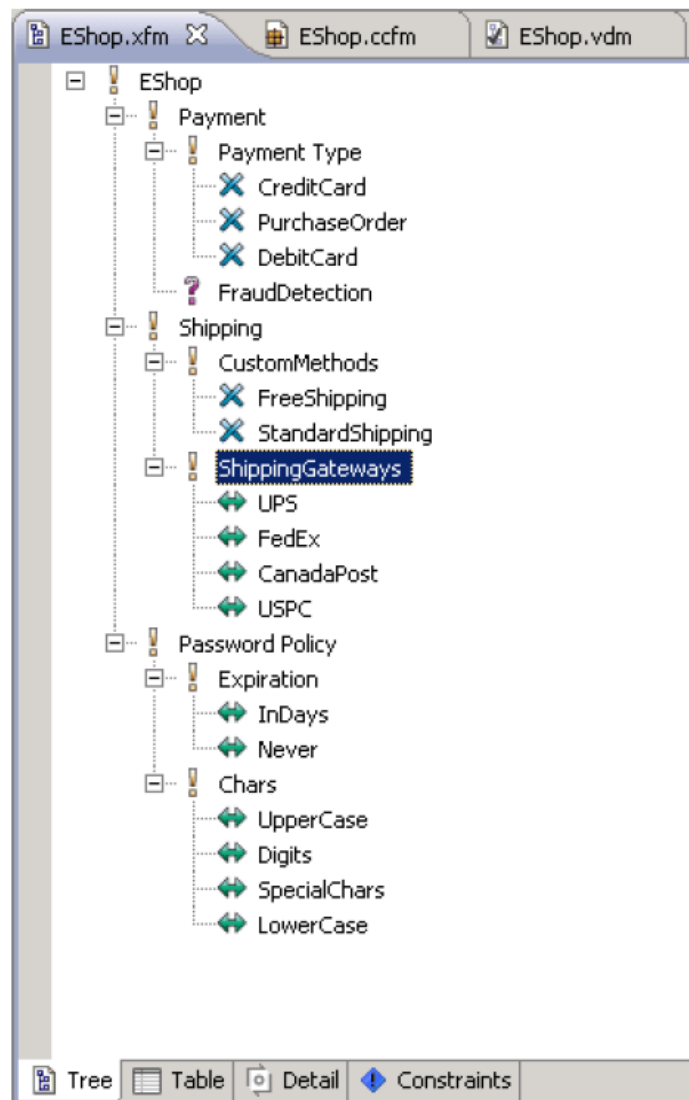 EShop.xfm EShop.ccfm EShop.vdm
EShop
Payment
Payment Type
CreditCard
PurchaseOrder
DebitCard
FraudDetection
Shipping
CustomMethods
FreeShipping
StandardShipping
ShippingGateways
UPS
FedEx
CanadaPost
USPC
Password Policy
Expiration
InDays
Never
Chars
UpperCase
Digits
SpecialChars
LowerCase
Tree Table Detail Constraints